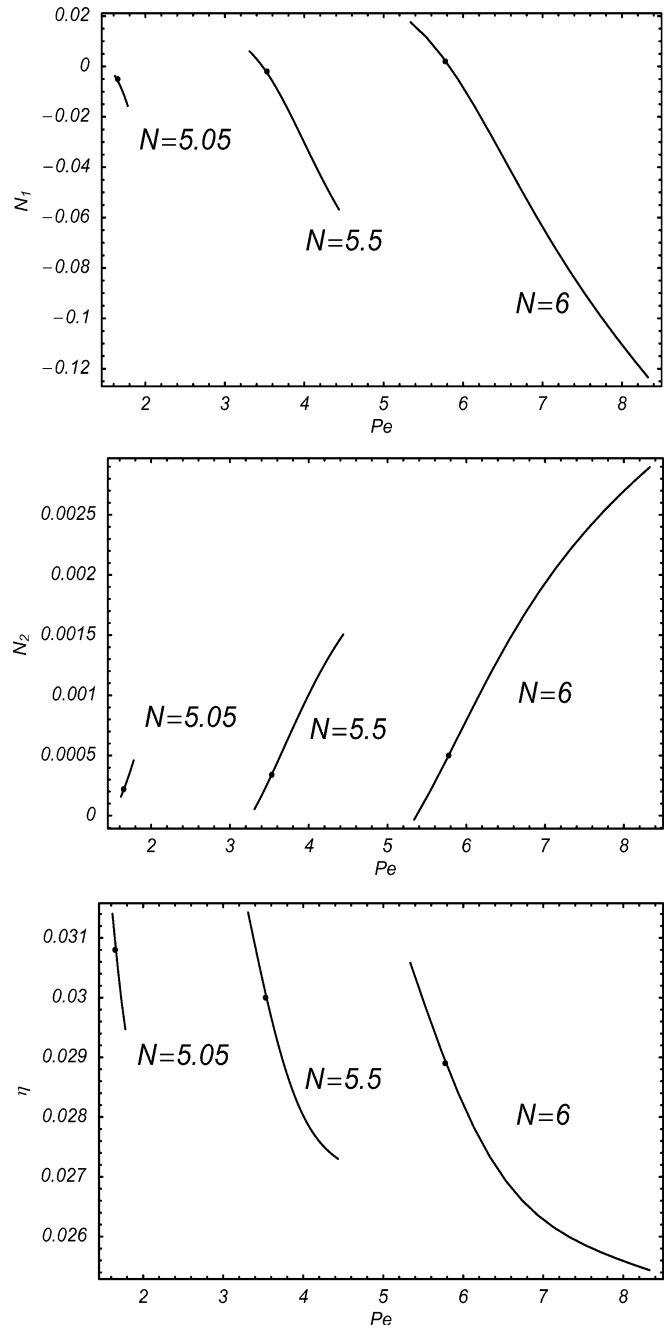 0.02
0
−0.02
−0.04
−0.06
−0.08
−0.1
−0.12
N₁
N=5.05
N=5.5
N=6
2 3 4 5 6 7 8
Pe
0.0025
0.002
0.0015
0.001
0.0005
0
N₂
N=5.05
N=5.5
N=6
2 3 4 5 6 7 8
Pe
0.031
0.03
0.029
0.028
0.027
0.026
η
N=5.05
N=5.5
N=6
2 3 4 5 6 7 8
Pe